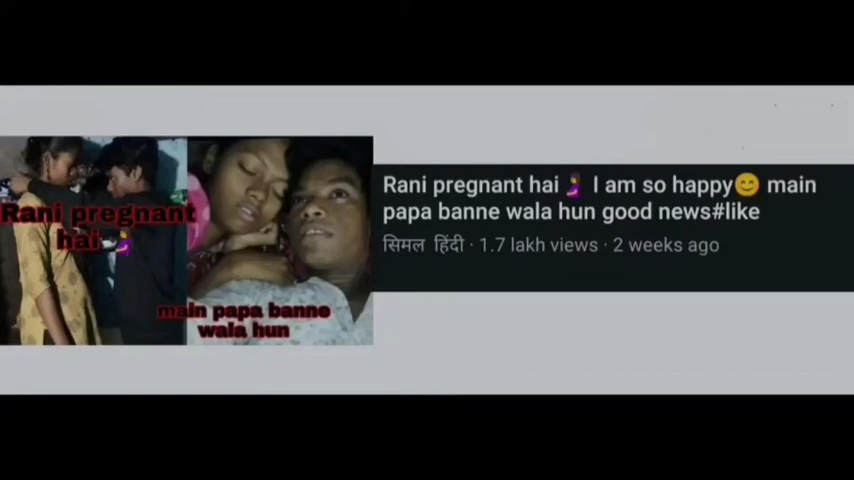 Rani pregnant
hai 🤰
main papa banne
wala hun
Rani pregnant hai🤰 I am so happy😊 main
papa banne wala hun good news#like
सिमल हिंदी · 1.7 lakh views · 2 weeks ago